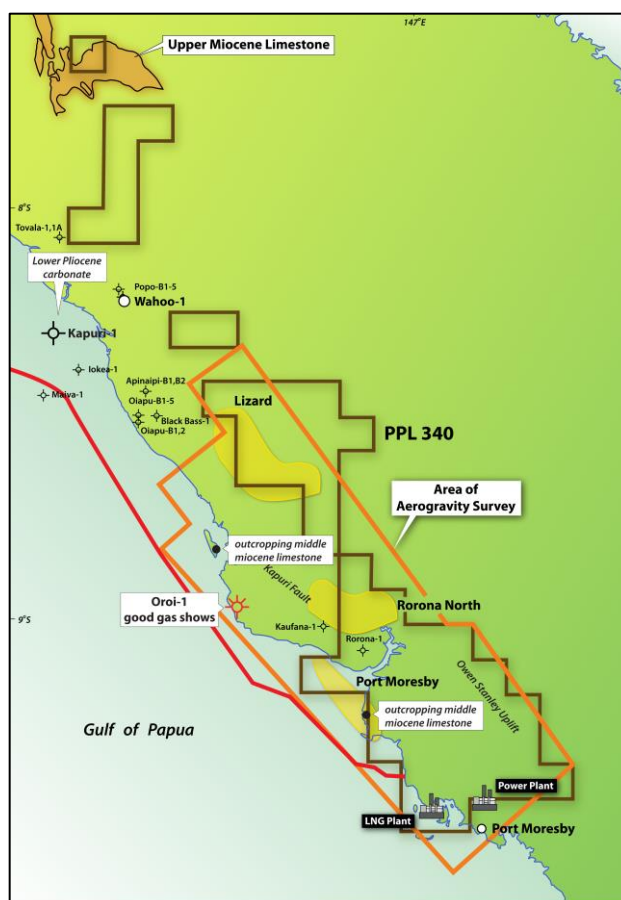 147°E
Upper Miocene Limestone
8°S
Tovala-1,1A
Lower Pliocene
carbonate
Popo-B1-5
Wahoo-1
Kapuri-1
Iokea-1
Maiva-1
Apinaipi-B1,B2
Oiapu-B1-5
Black Bass-1
Oiapu-B1,2
Lizard
PPL 340
Area of
Aerogravity Survey
outcropping middle
miocene limestone
Kapuri Fault
Oroi-1
good gas shows
9°S
Rorona North
Kaufana-1
Rorona-1
Owen Stanley Uplift
Port Moresby
outcropping middle
miocene limestone
Gulf of Papua
Power Plant
LNG Plant
Port Moresby